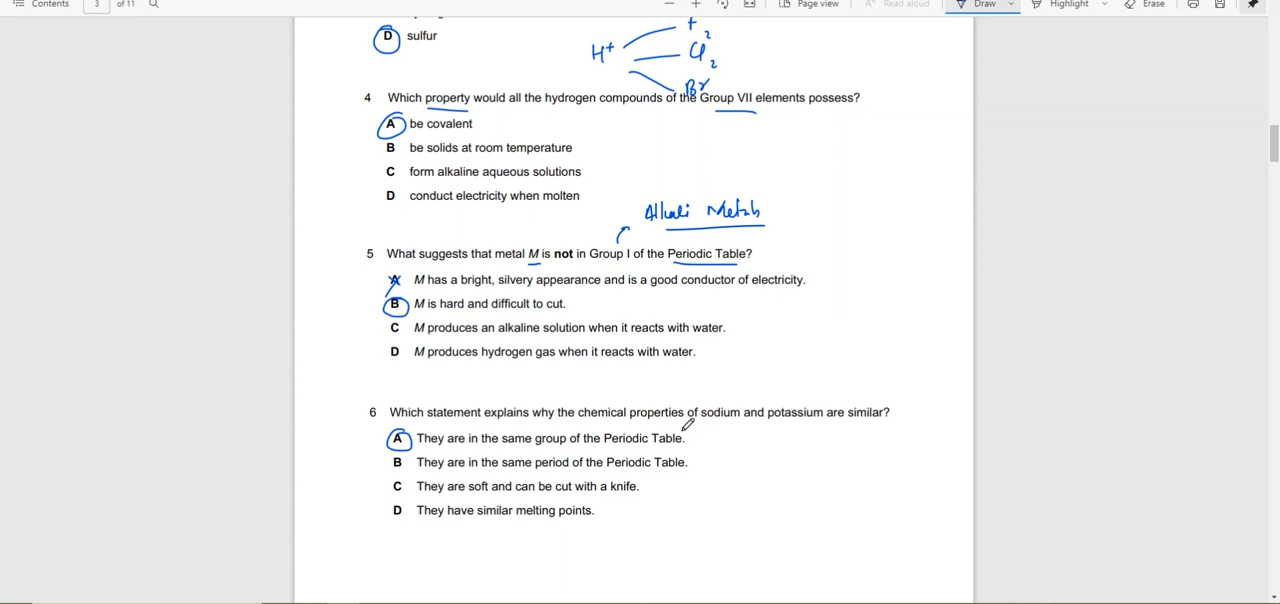 Contents 3 of 11 Page view Read aloud Draw Highlight Erase
D sulfur
H+ F2
Cl2
Br
4 Which property would all the hydrogen compounds of the Group VII elements possess?
A be covalent
B be solids at room temperature
C form alkaline aqueous solutions
D conduct electricity when molten
Alkali Metals
5 What suggests that metal M is not in Group I of the Periodic Table?
A M has a bright, silvery appearance and is a good conductor of electricity.
B M is hard and difficult to cut.
C M produces an alkaline solution when it reacts with water.
D M produces hydrogen gas when it reacts with water.
6 Which statement explains why the chemical properties of sodium and potassium are similar?
A They are in the same group of the Periodic Table.
B They are in the same period of the Periodic Table.
C They are soft and can be cut with a knife.
D They have similar melting points.